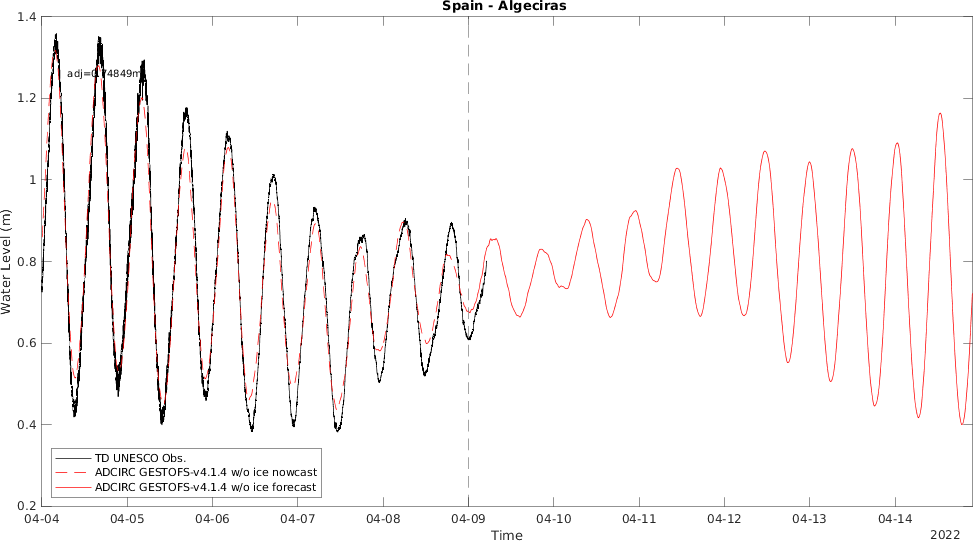 Spain - Algeciras
1.4
1.2
1
0.8
0.6
0.4
0.2
Water Level (m)
adj=0.74849m
TD UNESCO Obs.
ADCIRC GESTOFS-v4.1.4 w/o ice nowcast
ADCIRC GESTOFS-v4.1.4 w/o ice forecast
04-04 04-05 04-06 04-07 04-08 04-09 04-10 04-11 04-12 04-13 04-14
Time
2022